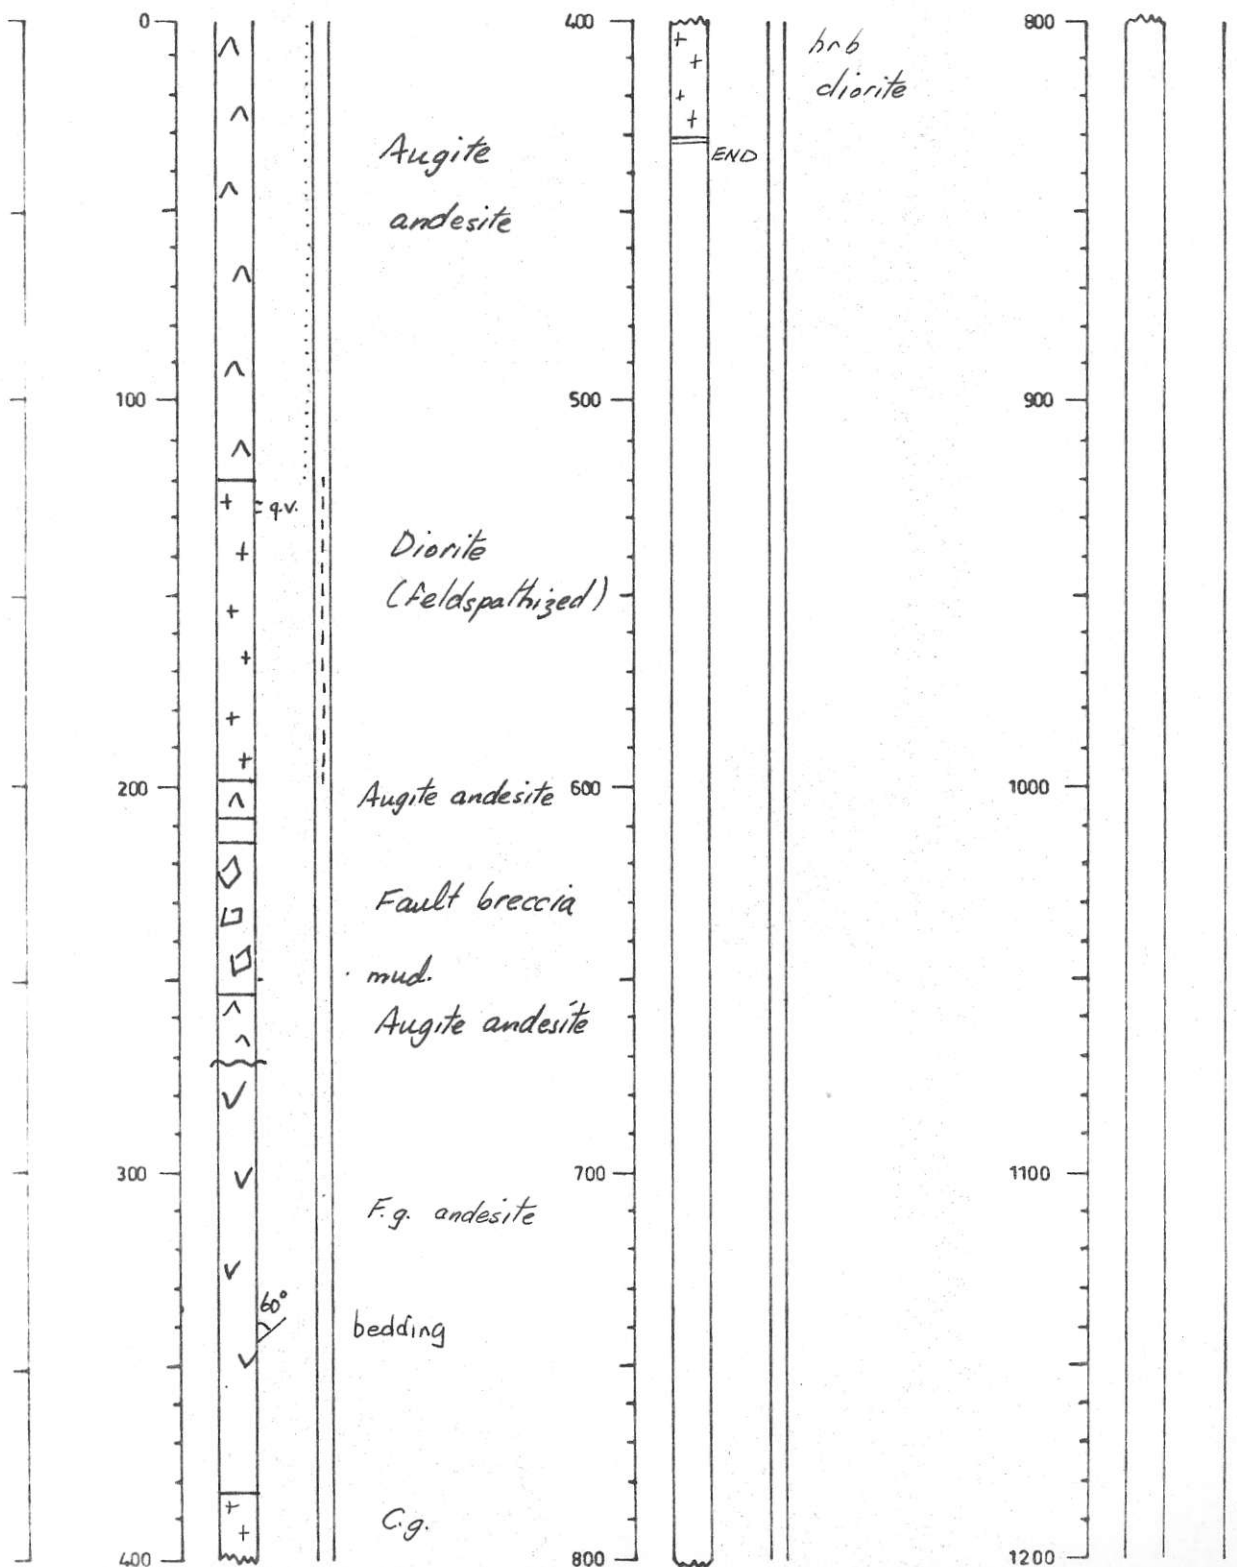 0
Augite
andesite
100
q.v.
Diorite
(feldspathized)
200
Augite andesite
Fault breccia
mud.
Augite andesite
300
F.g. andesite
60°
bedding
C.g.
400
400
hrb
diorite
END
500
600
700
800
800
900
1000
1100
1200